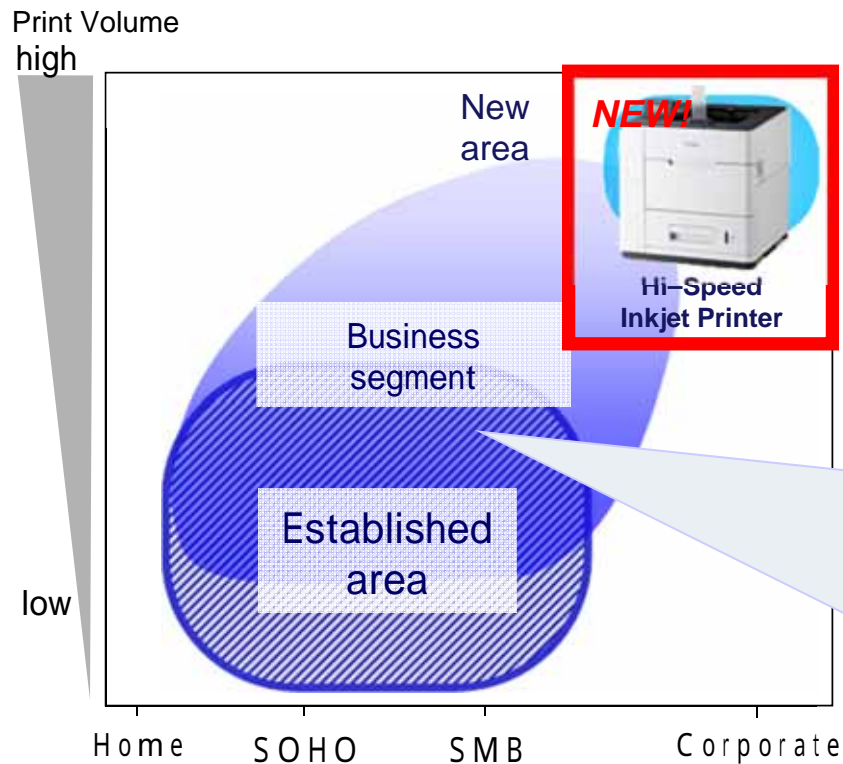 Print Volume
high
New
area
NEW!
Hi–Speed
Inkjet Printer
Business
segment
Established
area
low
Home SOHO SMB Corporate